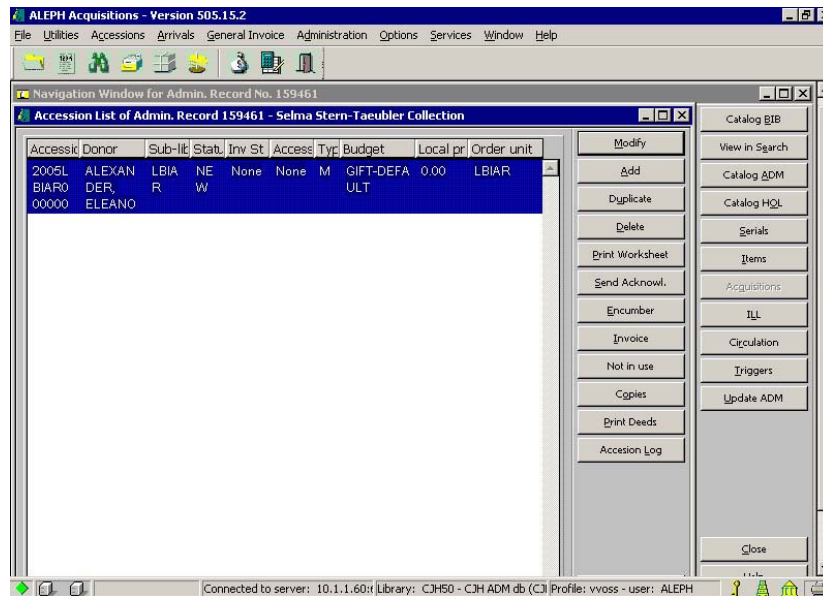 ALEPH Acquisitions - Version 505.15.2
File Utilities Accessions Arrivals General Invoice Administration Options Services Window Help
Navigation Window for Admin. Record No. 159461
Accession List of Admin. Record 159461 - Selma Stern-Taeubler Collection
Accessic Donor Sub-lit Statu Inv St Access Typ Budget Local pr Order unit
2005L ALEXAN LBIA NE None None M GIFT-DEFA 0.00 LBIAR
BIAR0 DER, R W ULT
00000 ELEANO
Modify
Add
Duplicate
Delete
Print Worksheet
Send Acknowl.
Encumber
Invoice
Not in use
Copies
Print Deeds
Accesion Log
Catalog BIB
View in Search
Catalog ADM
Catalog HOL
Serials
Items
Acquisitions
ILL
Circulation
Triggers
Update ADM
Close
Connected to server: 10.1.1.60: Library: CJH50 - CJH ADM db (CJI Profile: vvoss - user: ALEPH